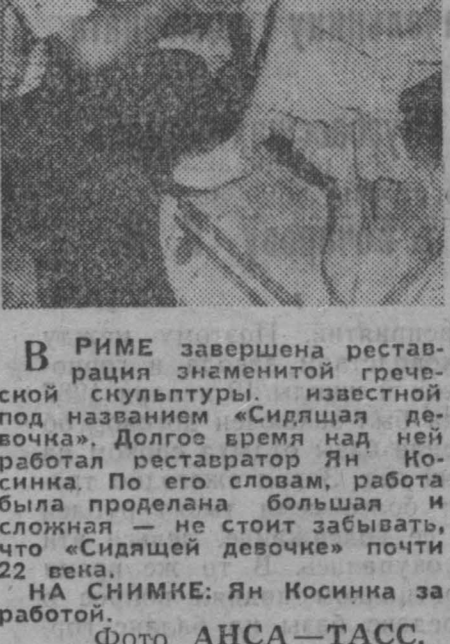 В РИМЕ завершена рестав-
рация знаменитой грече-
ской скульптуры. известной
под названием «Сидящая де-
вочка». Долгое время над ней
работал реставратор Ян Ко-
синка. По его словам, работа
была проделана большая и
сложная — не стоит забывать,
что «Сидящей девочке» почти
22 века.
НА СНИМКЕ: Ян Косинка за
работой.
Фото АНСА—ТАСС.